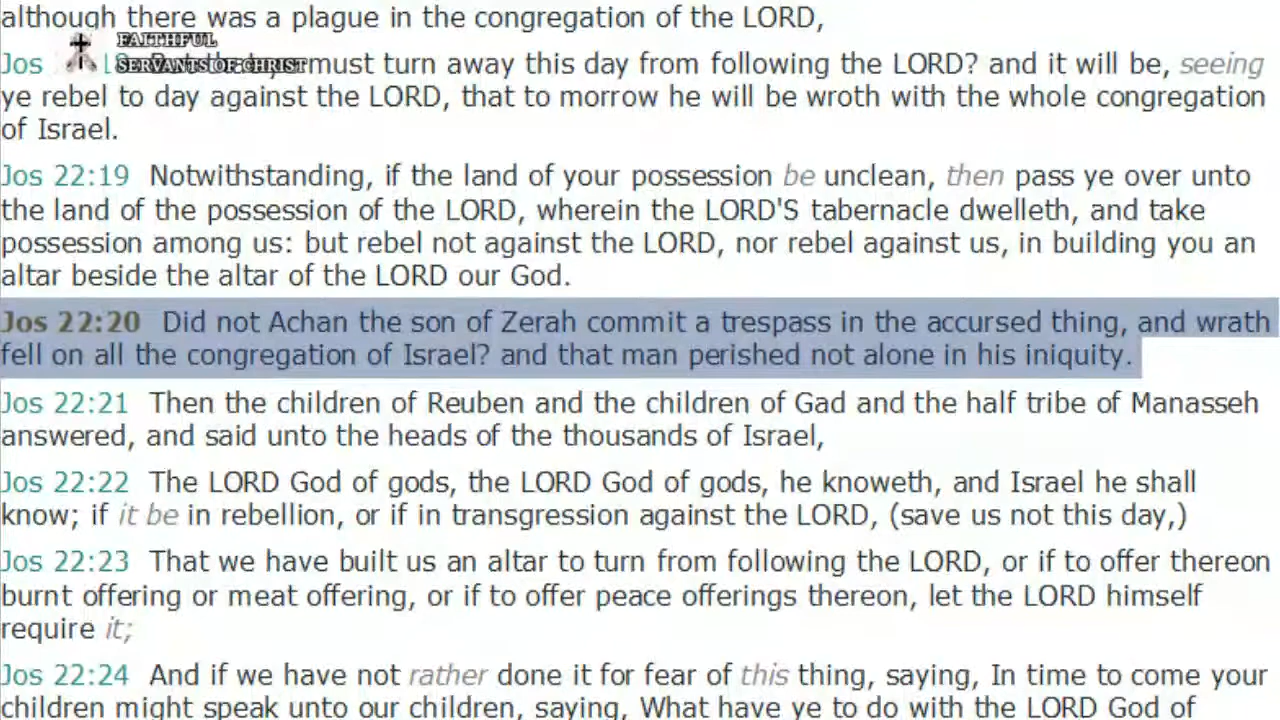 although there was a plague in the congregation of the LORD,
FAITHFUL
SERVANTS OF CHRIST
Jos must turn away this day from following the LORD? and it will be, seeing
ye rebel to day against the LORD, that to morrow he will be wroth with the whole congregation
of Israel.
Jos 22:19 Notwithstanding, if the land of your possession be unclean, then pass ye over unto
the land of the possession of the LORD, wherein the LORD'S tabernacle dwelleth, and take
possession among us: but rebel not against the LORD, nor rebel against us, in building you an
altar beside the altar of the LORD our God.
Jos 22:20 Did not Achan the son of Zerah commit a trespass in the accursed thing, and wrath
fell on all the congregation of Israel? and that man perished not alone in his iniquity.
Jos 22:21 Then the children of Reuben and the children of Gad and the half tribe of Manasseh
answered, and said unto the heads of the thousands of Israel,
Jos 22:22 The LORD God of gods, the LORD God of gods, he knoweth, and Israel he shall
know; if it be in rebellion, or if in transgression against the LORD, (save us not this day,)
Jos 22:23 That we have built us an altar to turn from following the LORD, or if to offer thereon
burnt offering or meat offering, or if to offer peace offerings thereon, let the LORD himself
require it;
Jos 22:24 And if we have not rather done it for fear of this thing, saying, In time to come your
children might speak unto our children, saying, What have ye to do with the LORD God of